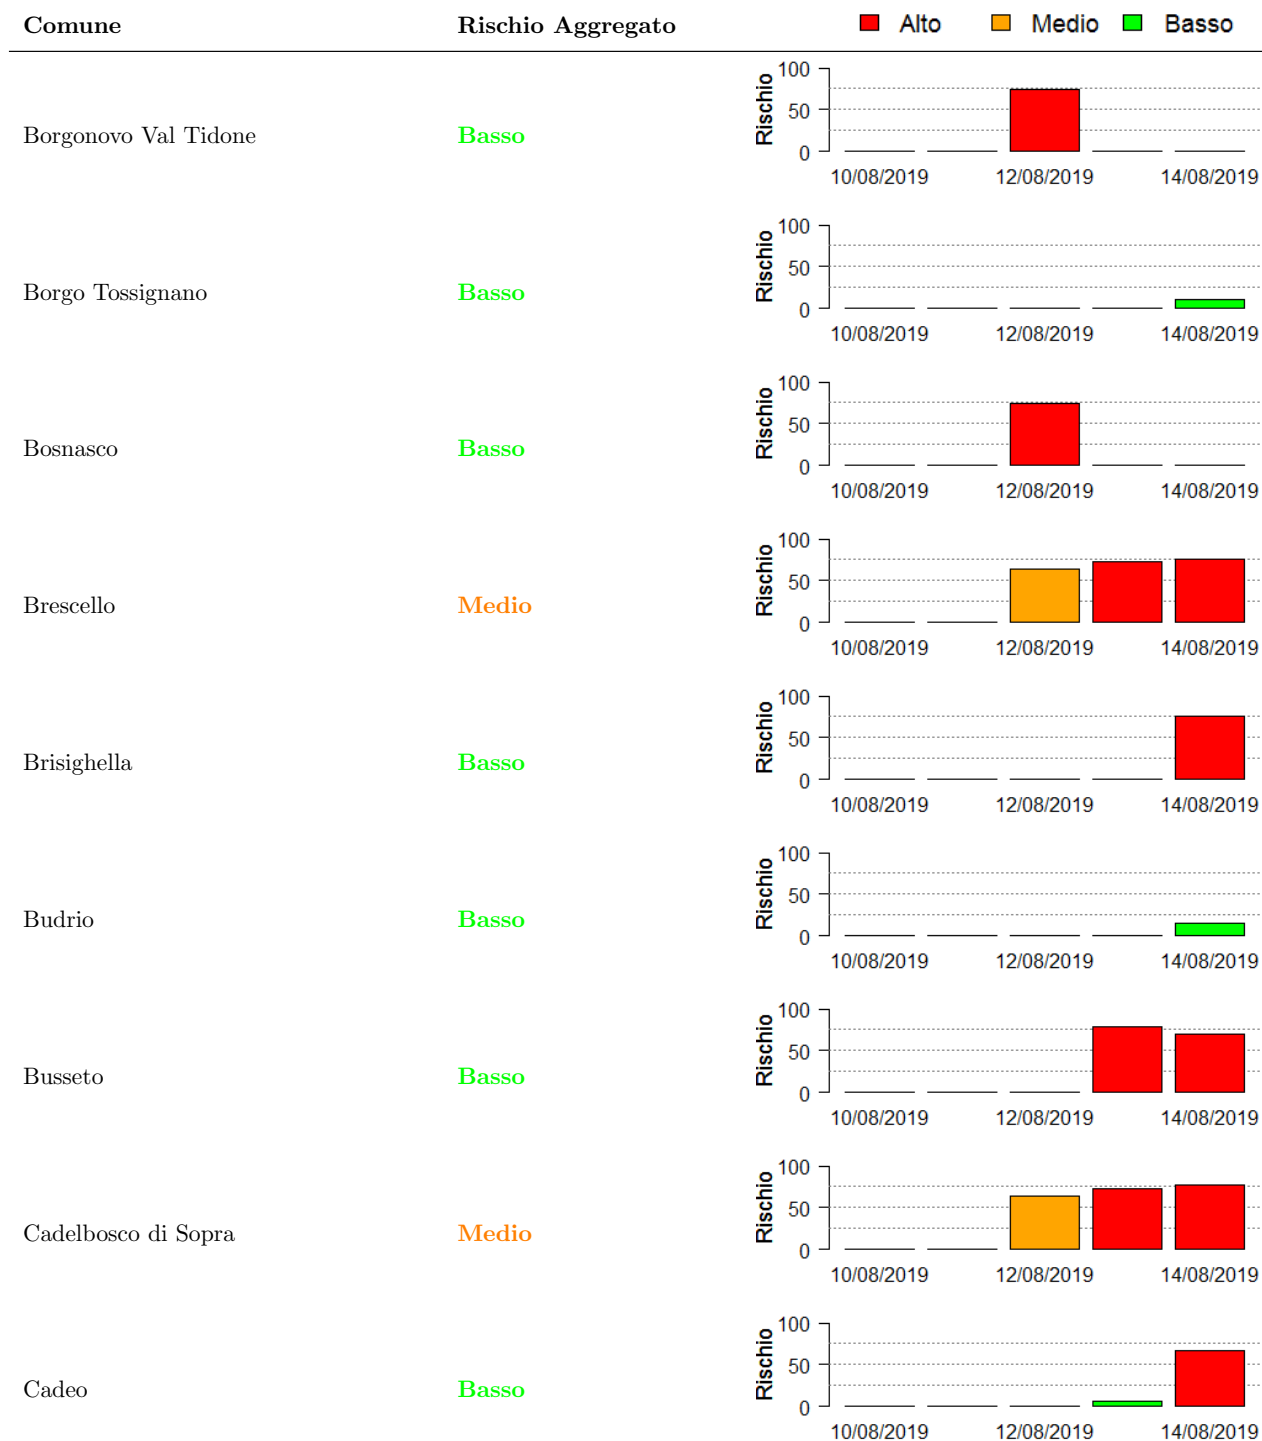 Comune Rischio Aggregato Alto Medio Basso
100
Rischio
50
Borgonovo Val Tidone Basso
0
10/08/2019 12/08/2019 14/08/2019
100
Rischio
50
Borgo Tossignano Basso
0
10/08/2019 12/08/2019 14/08/2019
100
Rischio
50
Bosnasco Basso
0
10/08/2019 12/08/2019 14/08/2019
100
Rischio
50
Brescello Medio
0
10/08/2019 12/08/2019 14/08/2019
100
Rischio
50
Brisighella Basso
0
10/08/2019 12/08/2019 14/08/2019
100
Rischio
50
Budrio Basso
0
10/08/2019 12/08/2019 14/08/2019
100
Rischio
50
Busseto Basso
0
10/08/2019 12/08/2019 14/08/2019
100
Rischio
50
Cadelbosco di Sopra Medio
0
10/08/2019 12/08/2019 14/08/2019
100
Rischio
50
Cadeo Basso
0
10/08/2019 12/08/2019 14/08/2019